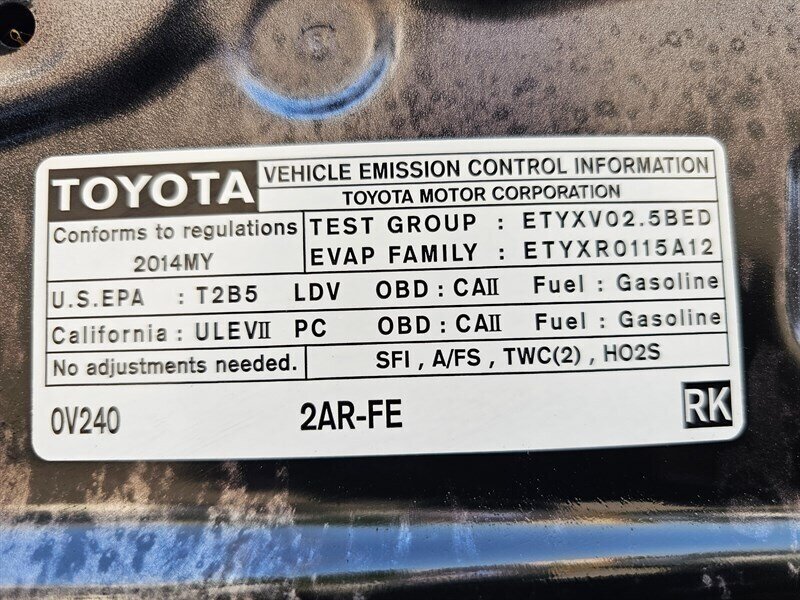 TOYOTA VEHICLE EMISSION CONTROL INFORMATION
TOYOTA MOTOR CORPORATION
Conforms to regulations
2014MY
TEST GROUP : ETYXV02.5BED
EVAP FAMILY : ETYXR0115A12
U.S.EPA : T2B5 LDV OBD : CAII Fuel : Gasoline
California : ULEVII PC OBD : CAII Fuel : Gasoline
No adjustments needed. SFI , A/FS , TWC(2) , HO2S
0V240 2AR-FE RK